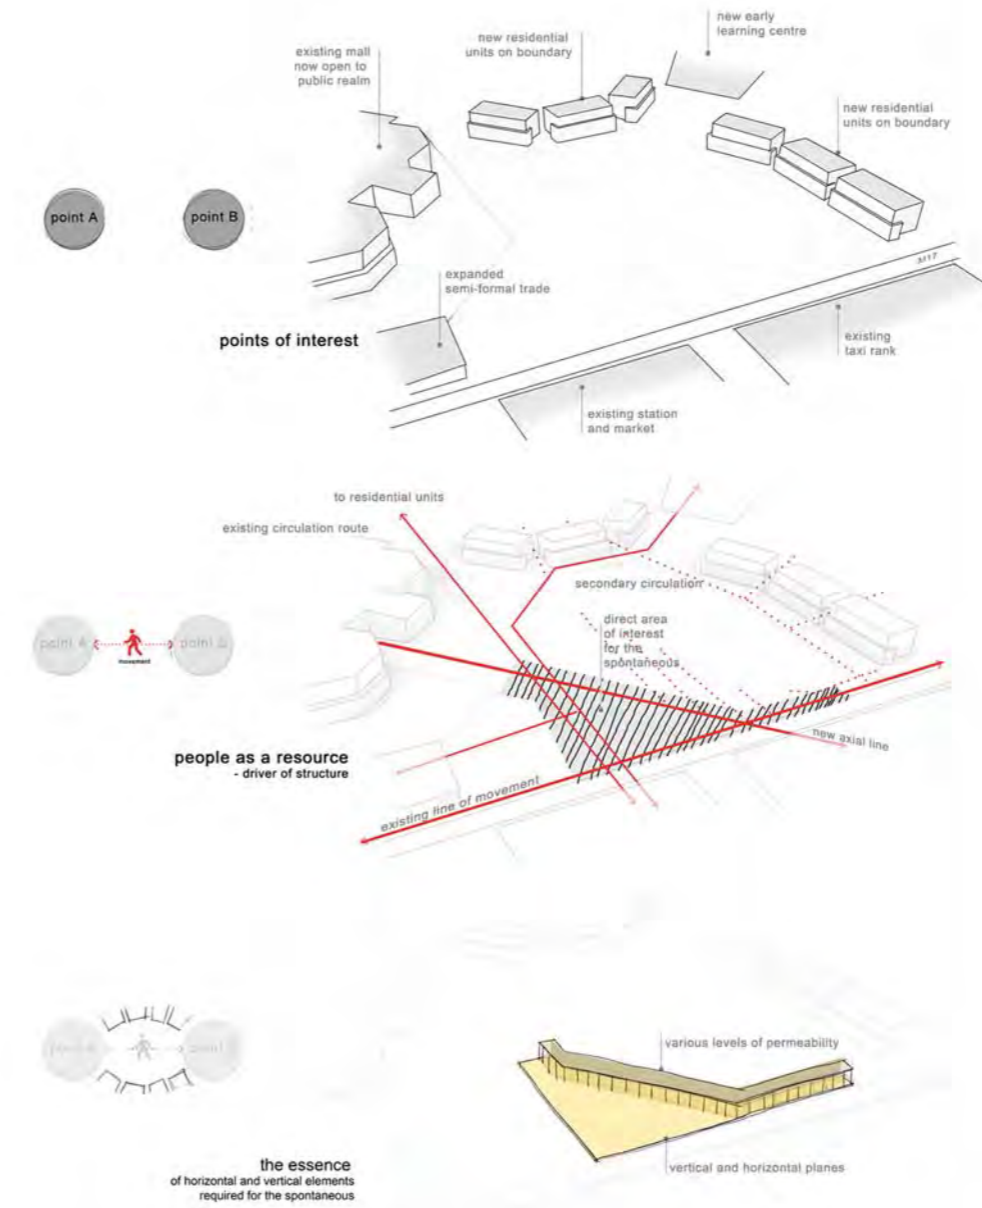 new early
learning centre
new residential
units on boundary
existing mall
now open to
public realm
new residential
units on boundary
point A
point B
M17
expanded
semi-formal trade
points of interest
existing
taxi rank
existing station
and market
to residential units
existing circulation route
secondary circulation
direct area
of interest
for the
spontaneous
point A
movement
new axial line
people as a resource
- driver of structure
existing line of movement
various levels of permeability
vertical and horizontal planes
the essence
of horizontal and vertical elements
required for the spontaneous